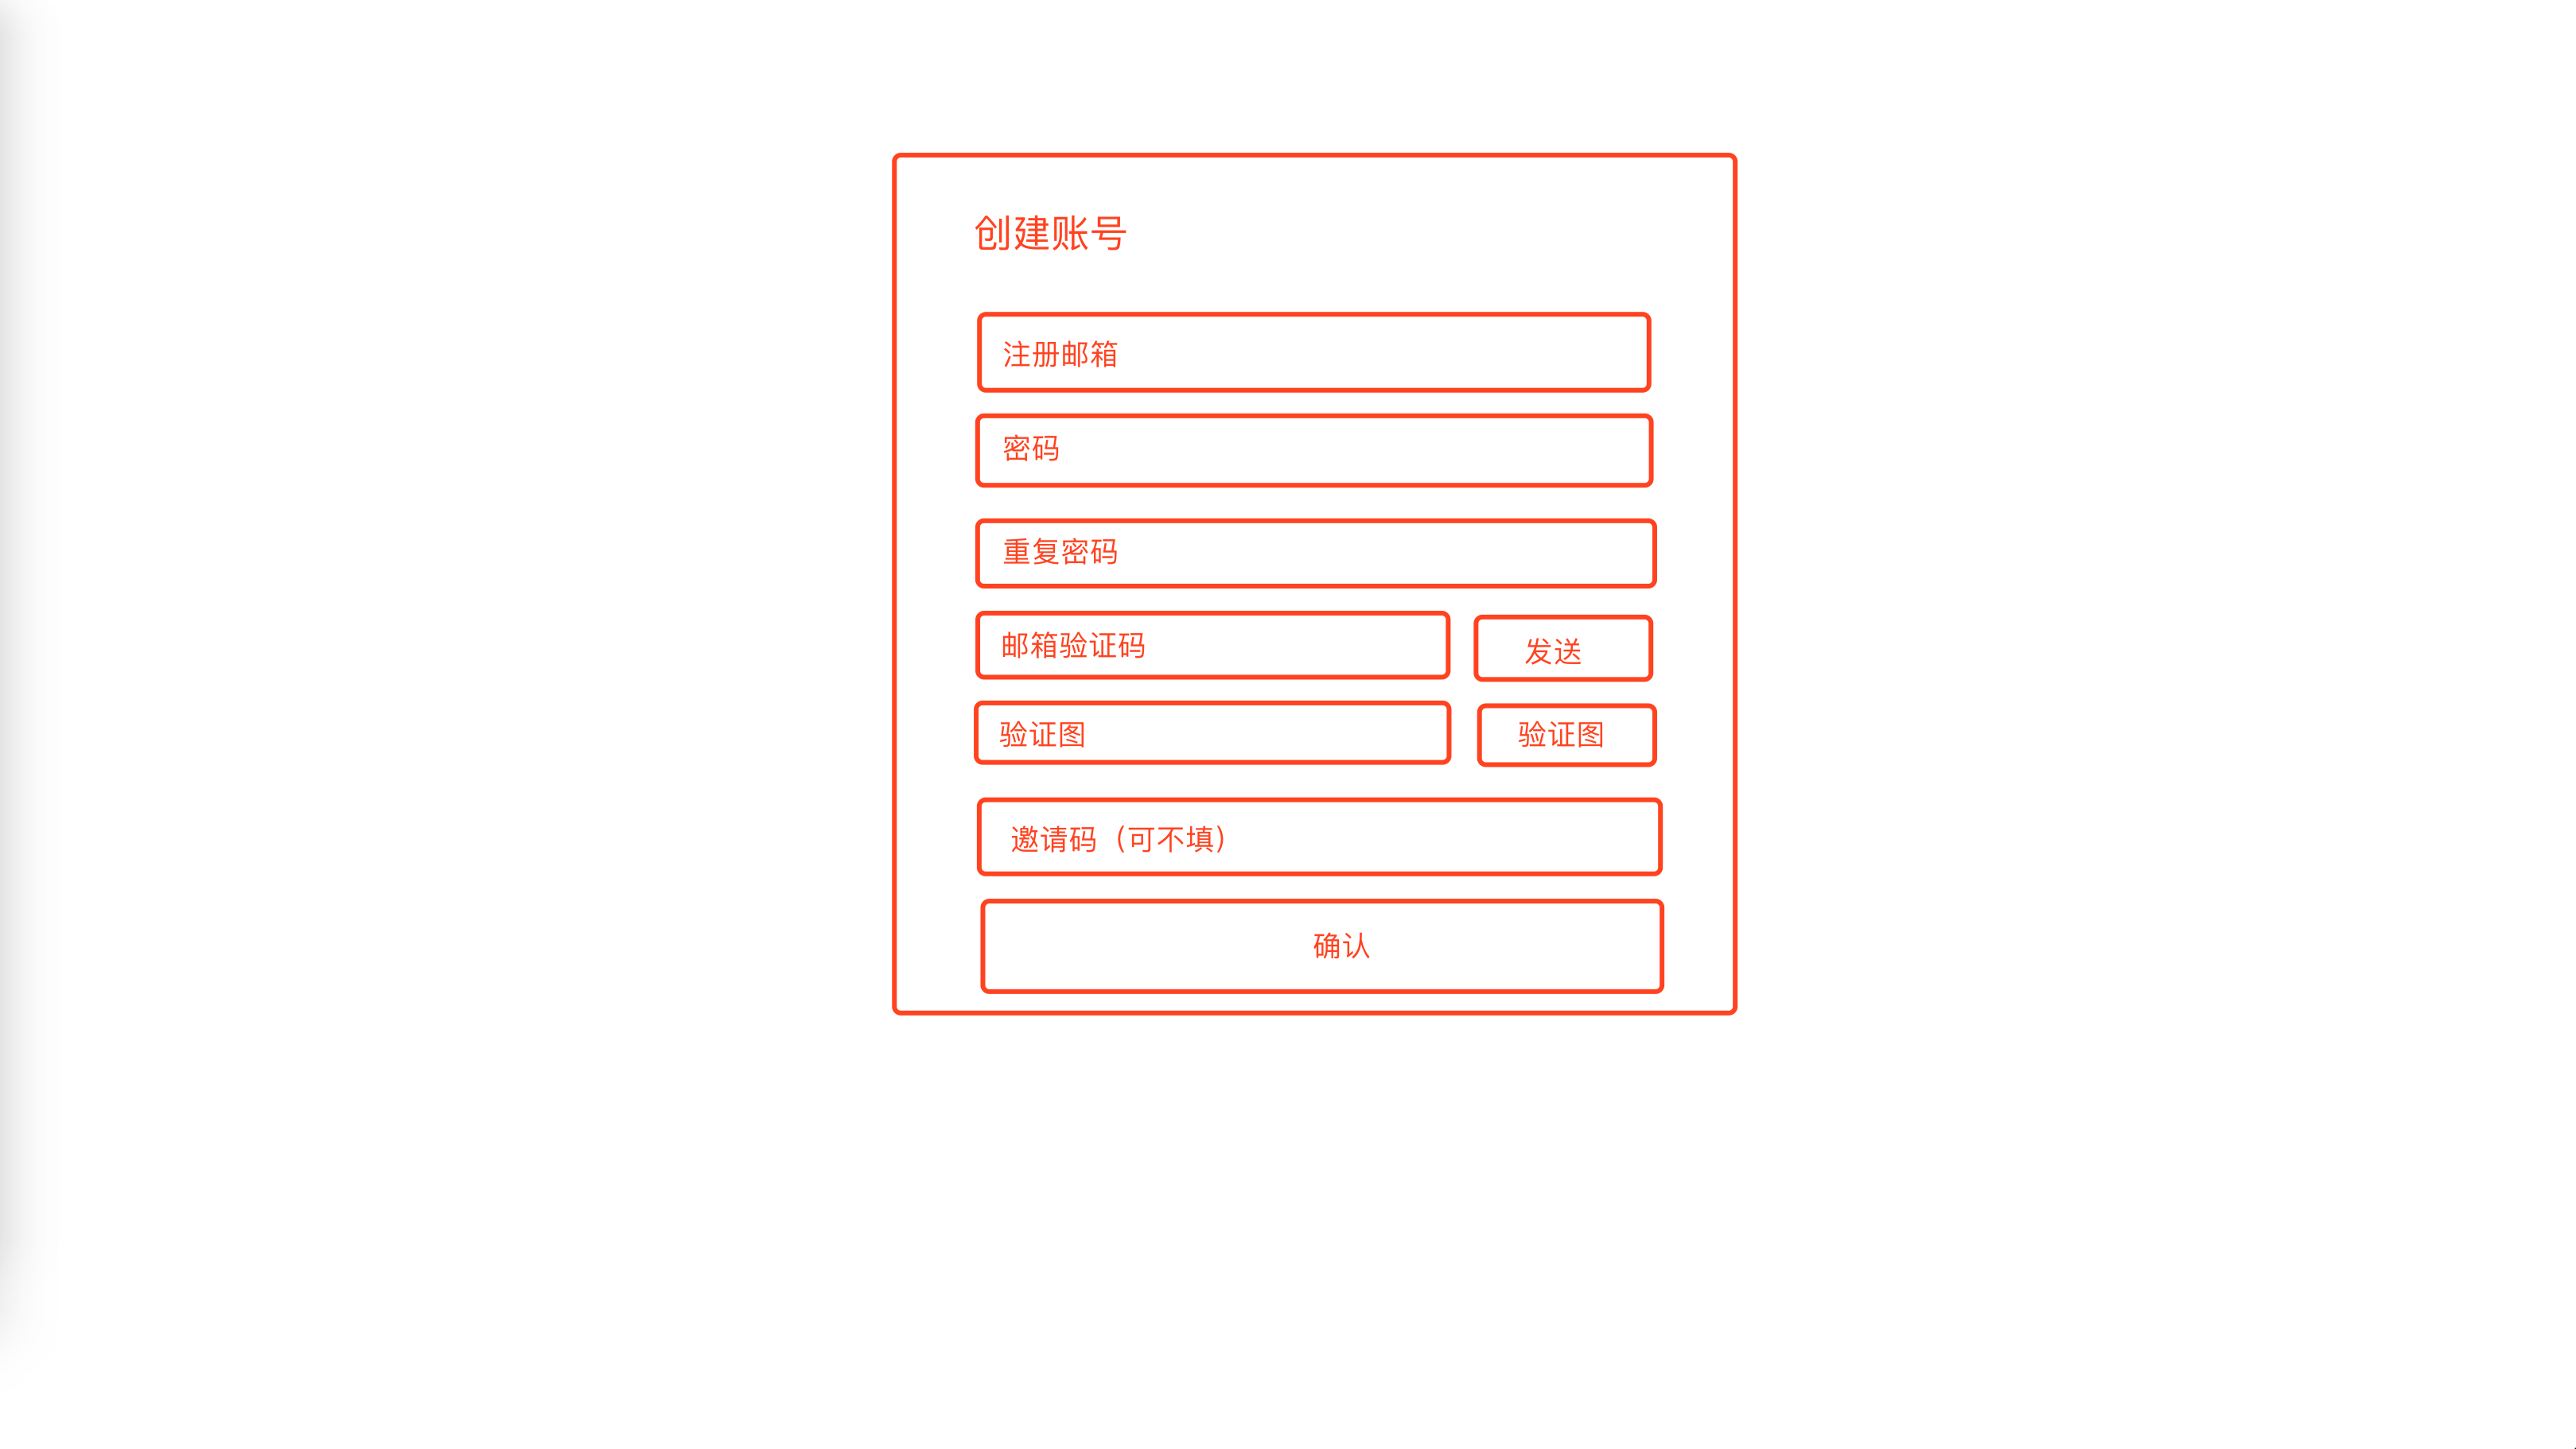 创建账号
注册邮箱
密码
重复密码
邮箱验证码
发送
验证图
验证图
邀请码（可不填）
确认